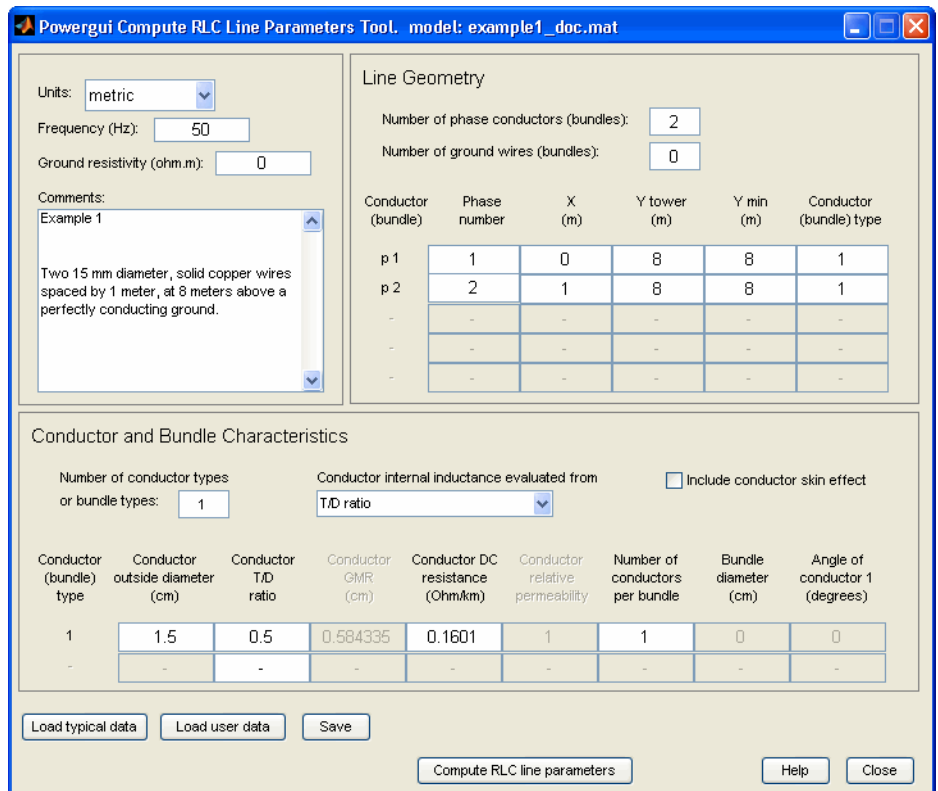 Powergui Compute RLC Line Parameters Tool.  model: example1_doc.mat
Units: metric
Frequency (Hz): 50
Ground resistivity (ohm.m): 0
Comments:
Example 1
Two 15 mm diameter, solid copper wires
spaced by 1 meter, at 8 meters above a
perfectly conducting ground.
Line Geometry
Number of phase conductors (bundles): 2
Number of ground wires (bundles): 0
Conductor Phase X Y tower Y min Conductor
(bundle) number (m) (m) (m) (bundle) type
p 1 1 0 8 8 1
p 2 2 1 8 8 1
- - - - - -
- - - - - -
- - - - - -
Conductor and Bundle Characteristics
Number of conductor types
or bundle types: 1
Conductor internal inductance evaluated from
T/D ratio
Include conductor skin effect
Conductor Conductor Conductor Conductor Conductor DC Conductor Number of Bundle Angle of
(bundle) outside diameter T/D GMR resistance relative conductors diameter conductor 1
type (cm) ratio (cm) (Ohm/km) permeability per bundle (cm) (degrees)
1 1.5 0.5 0.584335 0.1601 1 1 0 0
- - - - - - - - -
Load typical data Load user data Save
Compute RLC line parameters Help Close